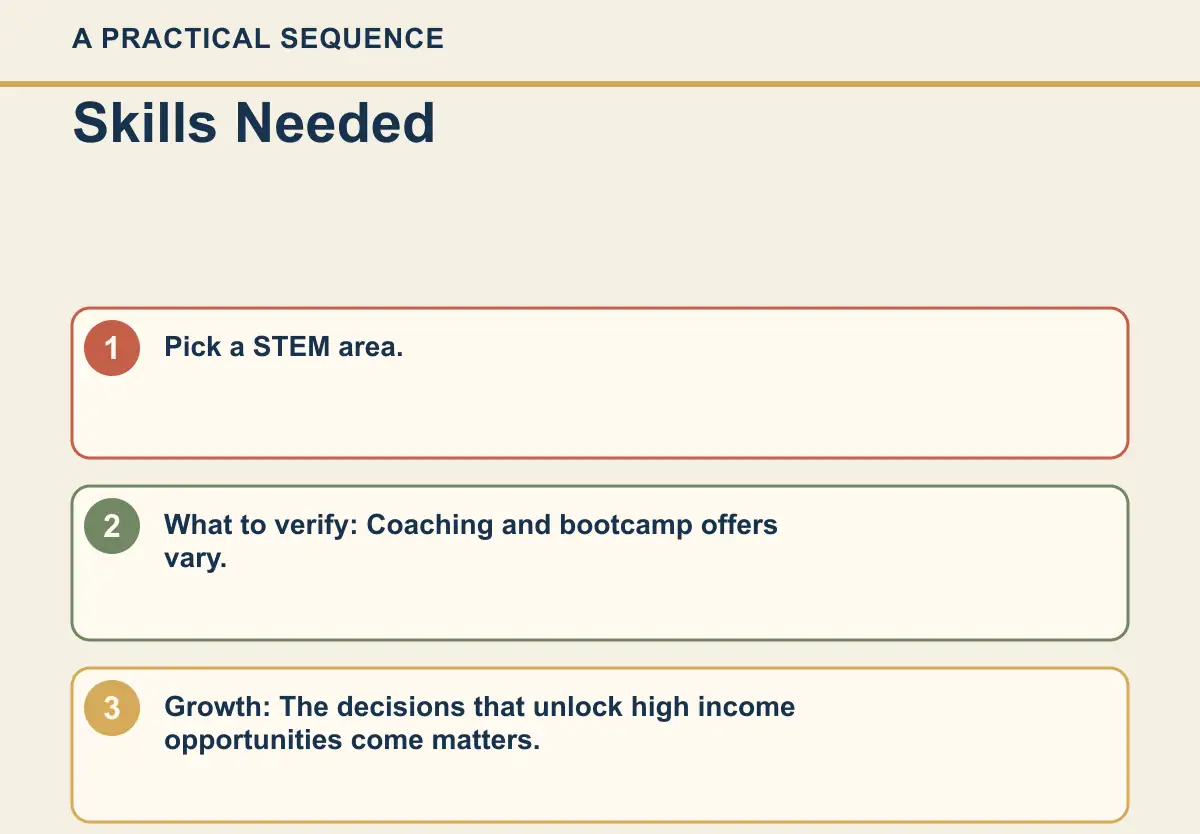 A PRACTICAL SEQUENCE
Skills Needed
1
Pick a STEM area.
2
What to verify: Coaching and bootcamp offers
vary.
3
Growth: The decisions that unlock high income
opportunities come matters.